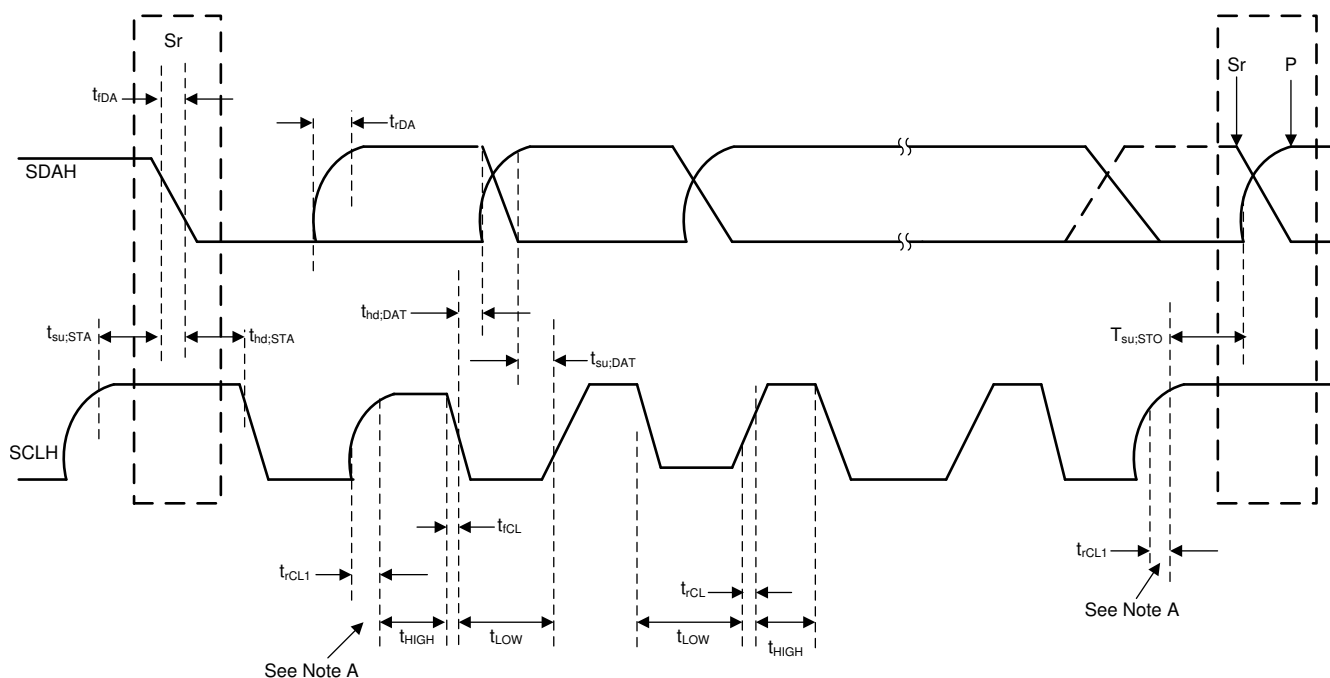 Sr
Sr
P
tfDA
trDA
SDAH
thd;DAT
tsu;STA
thd;STA
Tsu;STO
tsu;DAT
SCLH
tfCL
trCL1
trCL
trCL1
See Note A
tHIGH
tLOW
tLOW
tHIGH
See Note A